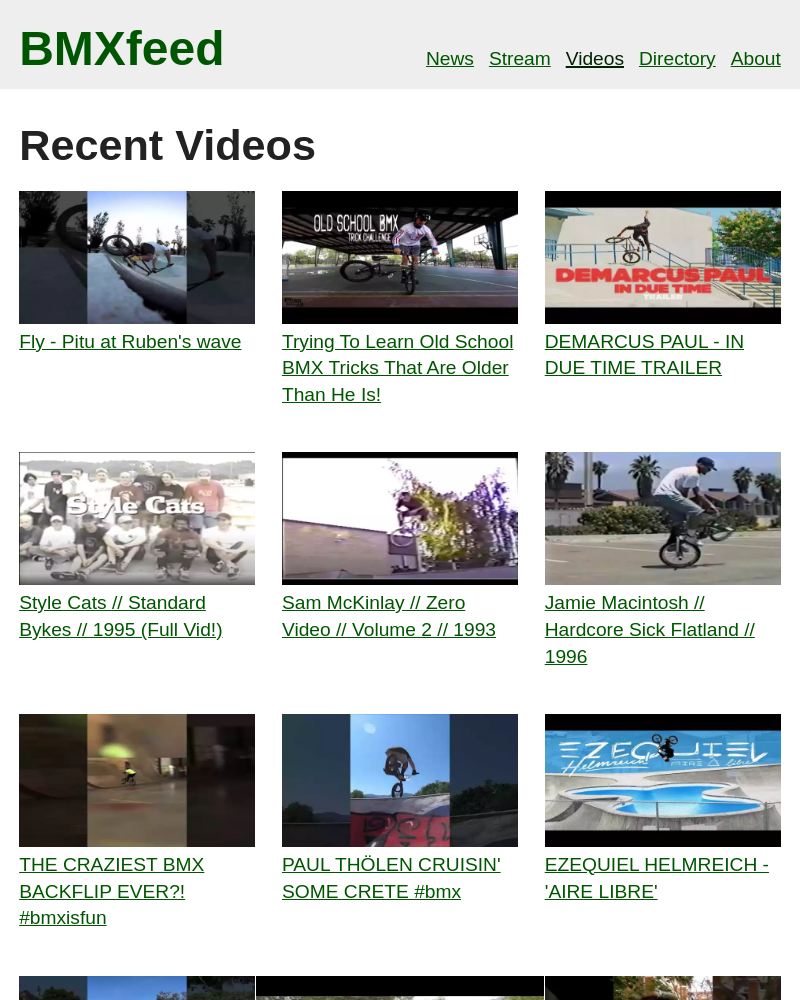 BMXfeed
News Stream Videos Directory About
Recent Videos
OLD SCHOOL BMX
TRICK CHALLENGE
DEMARCUS PAUL
IN DUE TIME
TRAILER
Fly - Pitu at Ruben's wave
Trying To Learn Old School
BMX Tricks That Are Older
Than He Is!
DEMARCUS PAUL - IN
DUE TIME TRAILER
Style Cats
Style Cats // Standard
Bykes // 1995 (Full Vid!)
Sam McKinlay // Zero
Video // Volume 2 // 1993
Jamie Macintosh //
Hardcore Sick Flatland //
1996
EZEQUIEL
Helmreich
AIRE libre
THE CRAZIEST BMX
BACKFLIP EVER?!
#bmxisfun
PAUL THÖLEN CRUISIN'
SOME CRETE #bmx
EZEQUIEL HELMREICH -
'AIRE LIBRE'